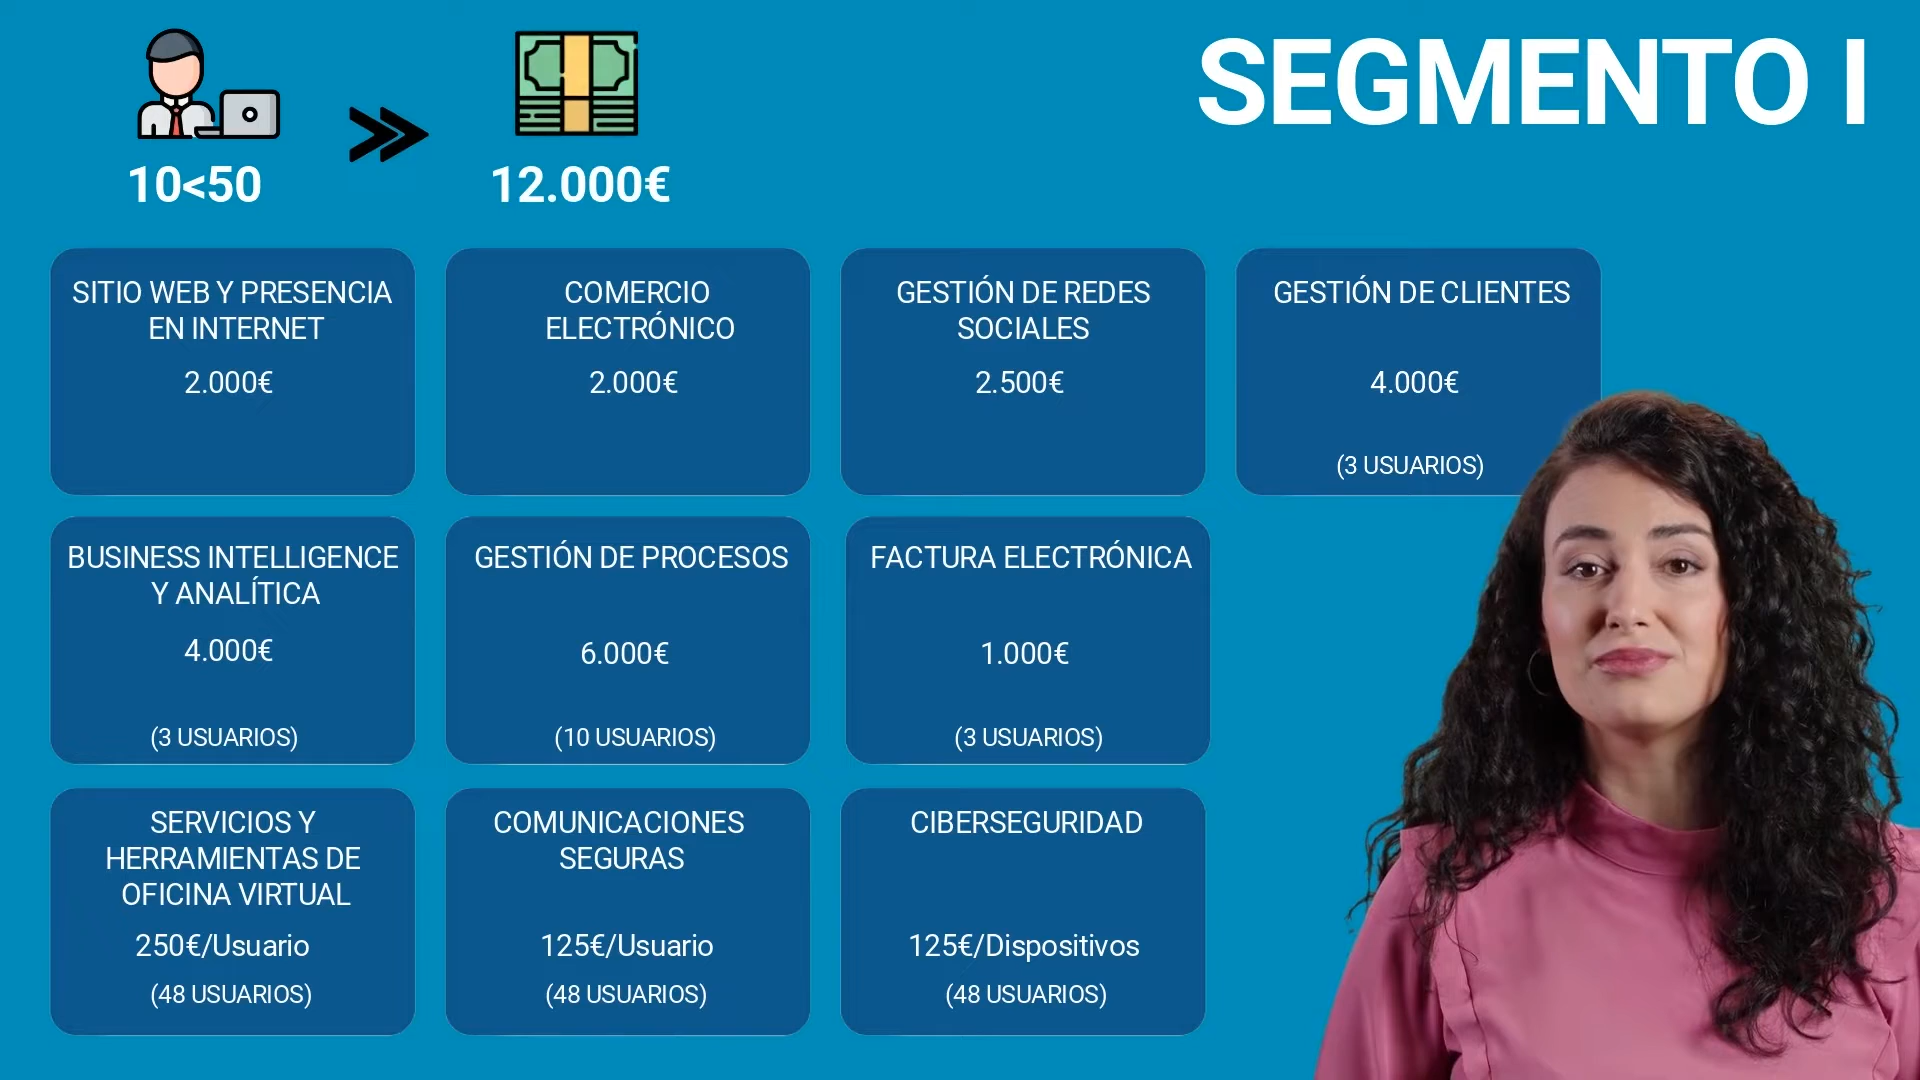 SEGMENTO I
10<50
12.000€
SITIO WEB Y PRESENCIA
EN INTERNET
2.000€
COMERCIO
ELECTRÓNICO
2.000€
GESTIÓN DE REDES
SOCIALES
2.500€
GESTIÓN DE CLIENTES
4.000€
(3 USUARIOS)
BUSINESS INTELLIGENCE
Y ANALÍTICA
4.000€
(3 USUARIOS)
GESTIÓN DE PROCESOS
6.000€
(10 USUARIOS)
FACTURA ELECTRÓNICA
1.000€
(3 USUARIOS)
SERVICIOS Y
HERRAMIENTAS DE
OFICINA VIRTUAL
250€/Usuario
(48 USUARIOS)
COMUNICACIONES
SEGURAS
125€/Usuario
(48 USUARIOS)
CIBERSEGURIDAD
125€/Dispositivos
(48 USUARIOS)